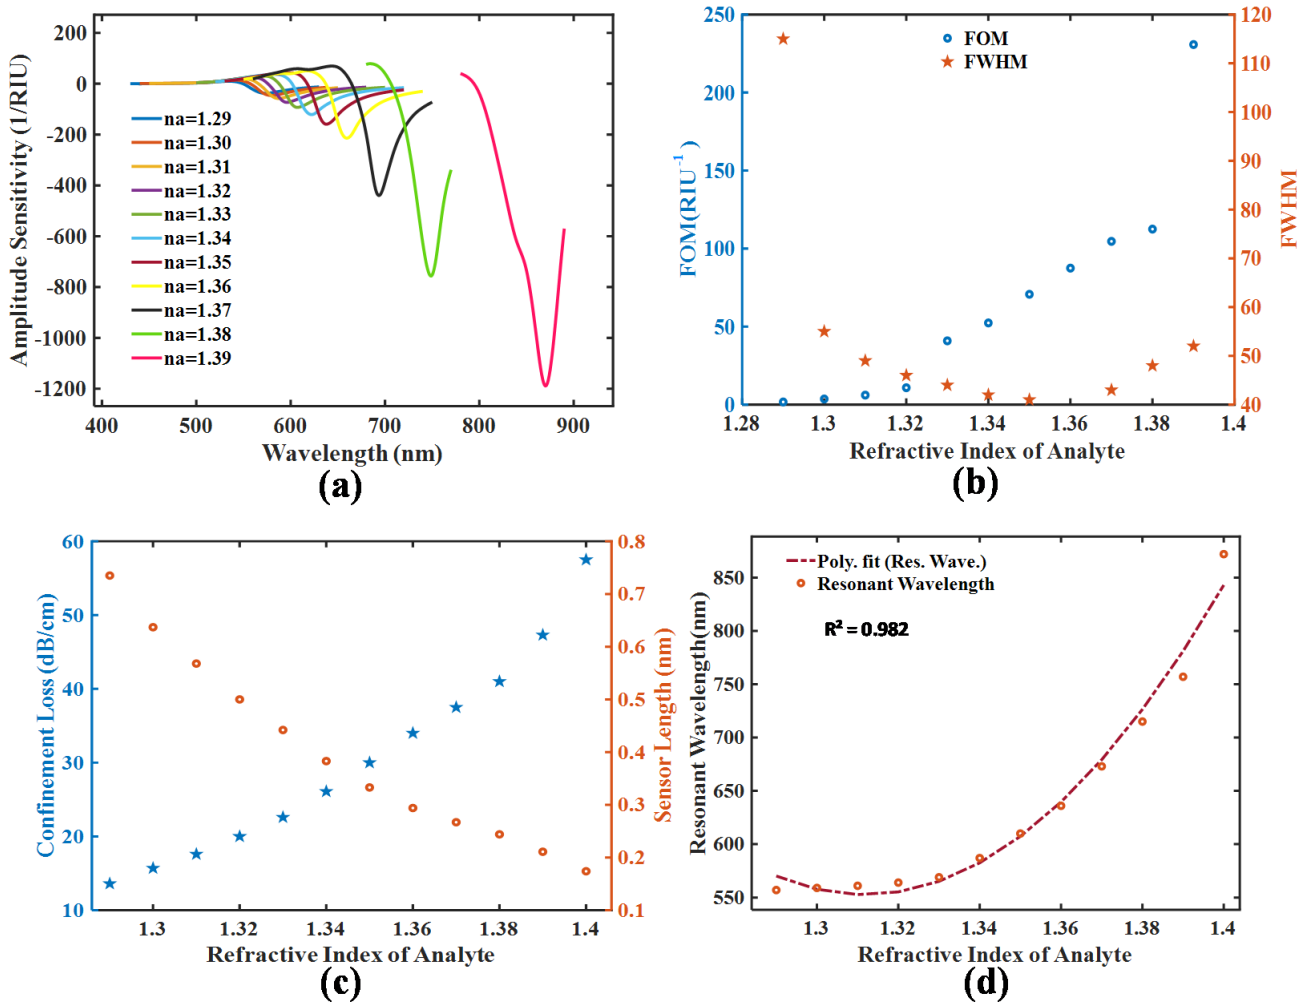 200
0
-200
-400
-600
-800
-1000
-1200
400
500
600
700
800
900
Amplitude Sensitivity (1/RIU)
Wavelength (nm)
na=1.29
na=1.30
na=1.31
na=1.32
na=1.33
na=1.34
na=1.35
na=1.36
na=1.37
na=1.38
na=1.39
(a)
250
200
150
100
50
0
FOM(RIU⁻¹)
FOM
FWHM
120
110
100
90
80
70
60
50
40
FWHM
1.28
1.3
1.32
1.34
1.36
1.38
1.4
Refractive Index of Analyte
(b)
60
50
40
30
20
10
Confinement Loss (dB/cm)
0.8
0.7
0.6
0.5
0.4
0.3
0.2
0.1
Sensor Length (nm)
1.3
1.32
1.34
1.36
1.38
1.4
Refractive Index of Analyte
(c)
850
800
750
700
650
600
550
Resonant Wavelength(nm)
Poly. fit (Res. Wave.)
Resonant Wavelength
R² = 0.982
1.3
1.32
1.34
1.36
1.38
1.4
Refractive Index of Analyte
(d)